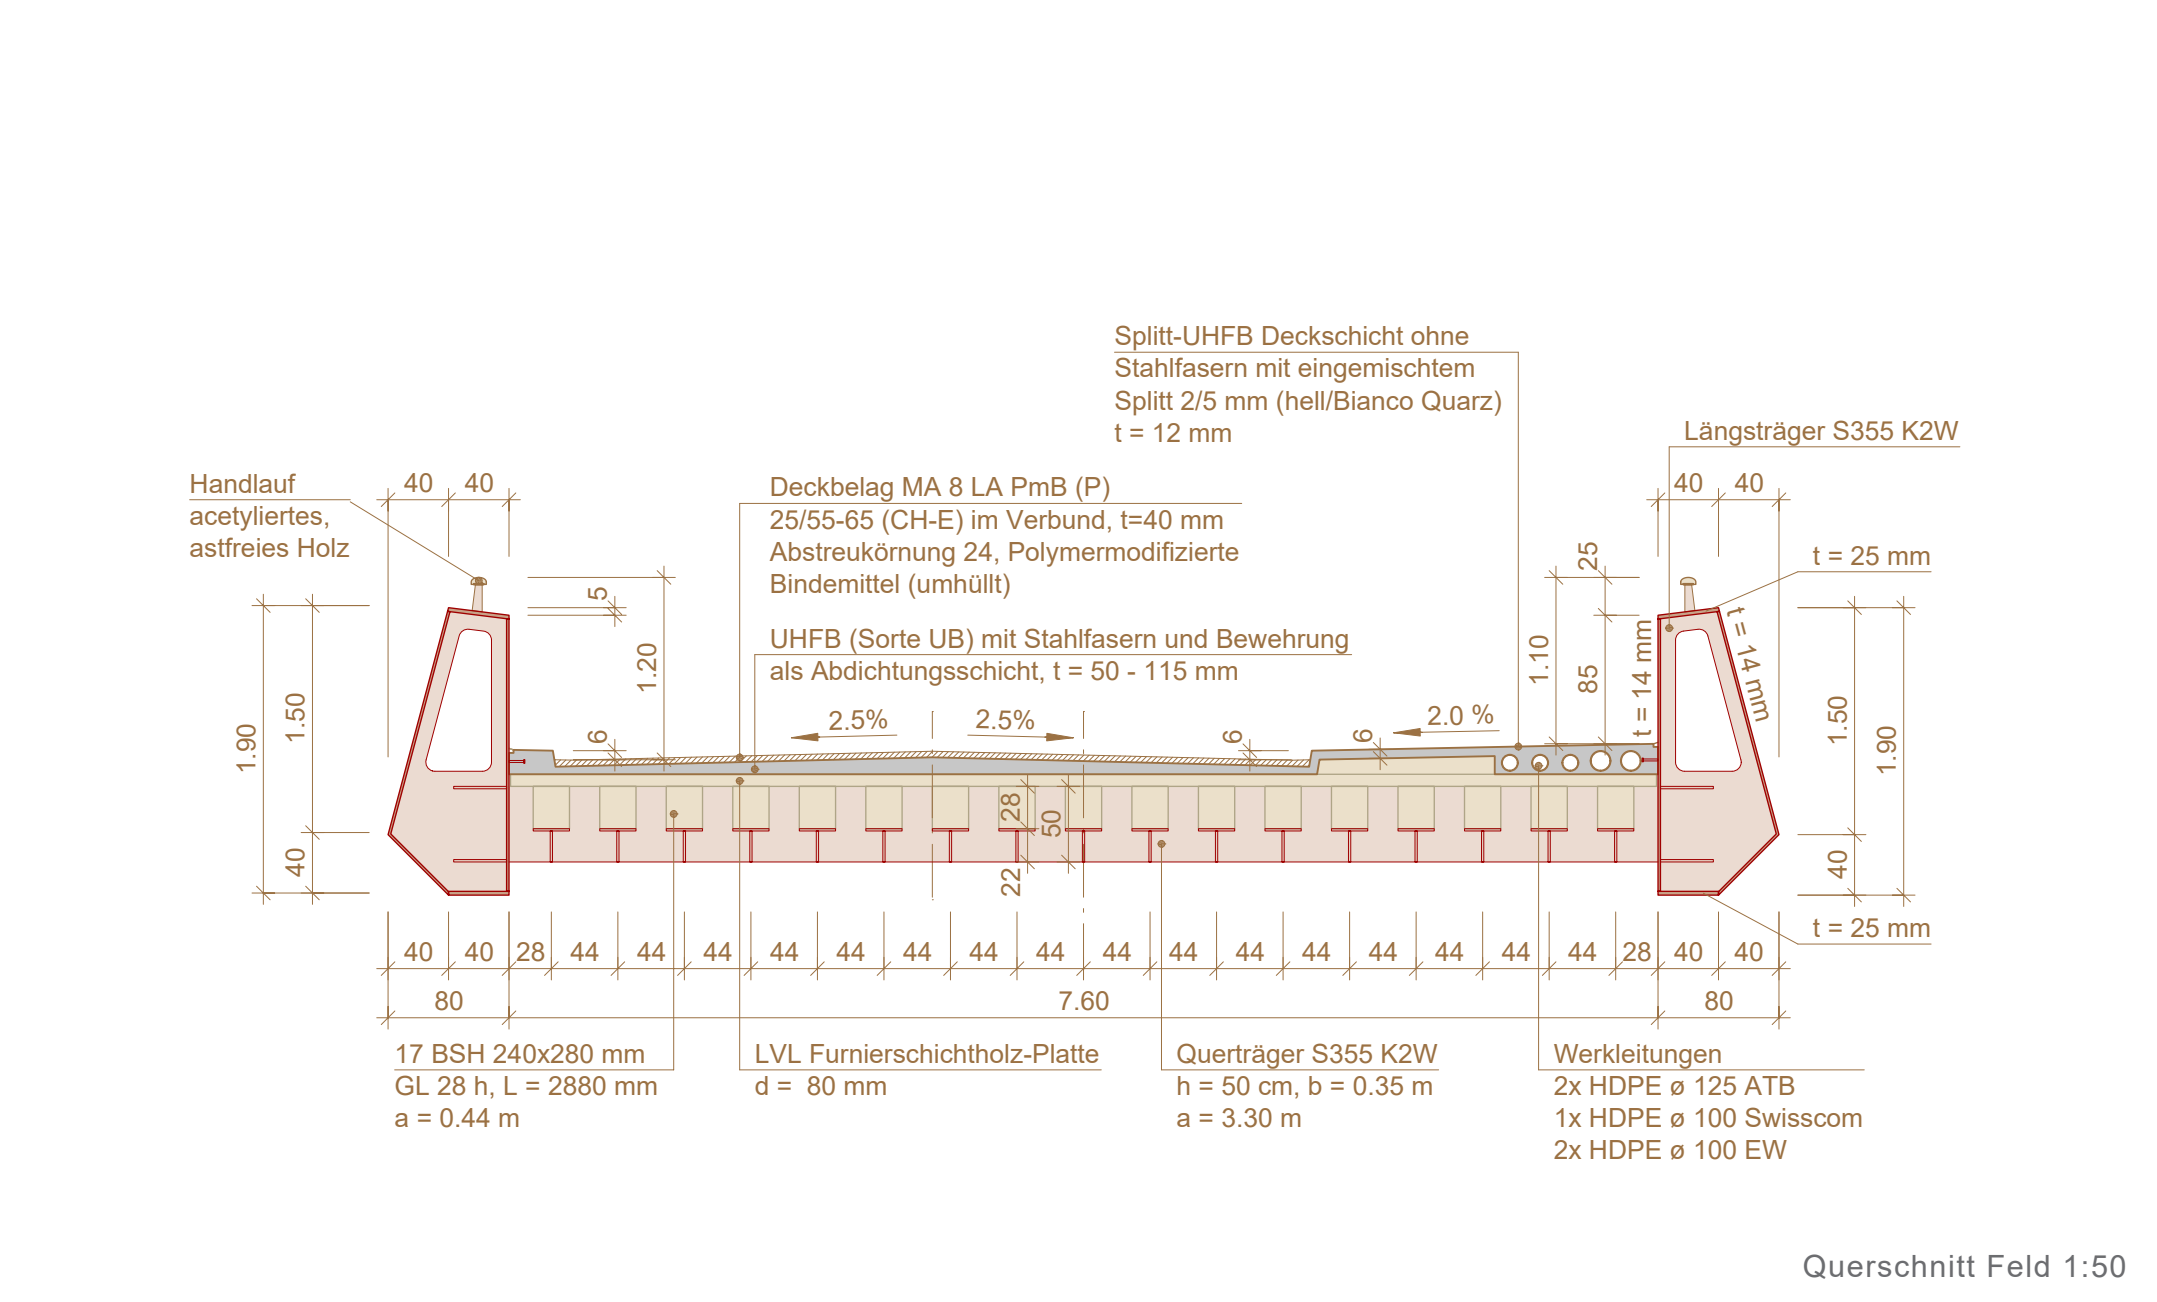 Splitt-UHFB Deckschicht ohne
Stahlfasern mit eingemischtem
Splitt 2/5 mm (hell/Bianco Quarz)
t = 12 mm
Längsträger S355 K2W
Handlauf
acetyliertes,
astfreies Holz
40 40
Deckbelag MA 8 LA PmB (P)
25/55-65 (CH-E) im Verbund, t=40 mm
Abstreukörnung 24, Polymermodifizierte
Bindemittel (umhüllt)
40 40
t = 25 mm
UHFB (Sorte UB) mit Stahlfasern und Bewehrung
als Abdichtungsschicht, t = 50 - 115 mm
1.90
1.50
40
5
1.20
6
2.5%
2.5%
6
6
2.0 %
1.10
25
85
t = 14 mm
t = 14 mm
1.50
1.90
40
28
50
22
t = 25 mm
40 40 28 44 44 44 44 44 44 44 44 44 44 44 44 44 44 44 44 28 40 40
80 7.60 80
17 BSH 240x280 mm
GL 28 h, L = 2880 mm
a = 0.44 m
LVL Furnierschichtholz-Platte
d = 80 mm
Querträger S355 K2W
h = 50 cm, b = 0.35 m
a = 3.30 m
Werkleitungen
2x HDPE ø 125 ATB
1x HDPE ø 100 Swisscom
2x HDPE ø 100 EW
Querschnitt Feld 1:50